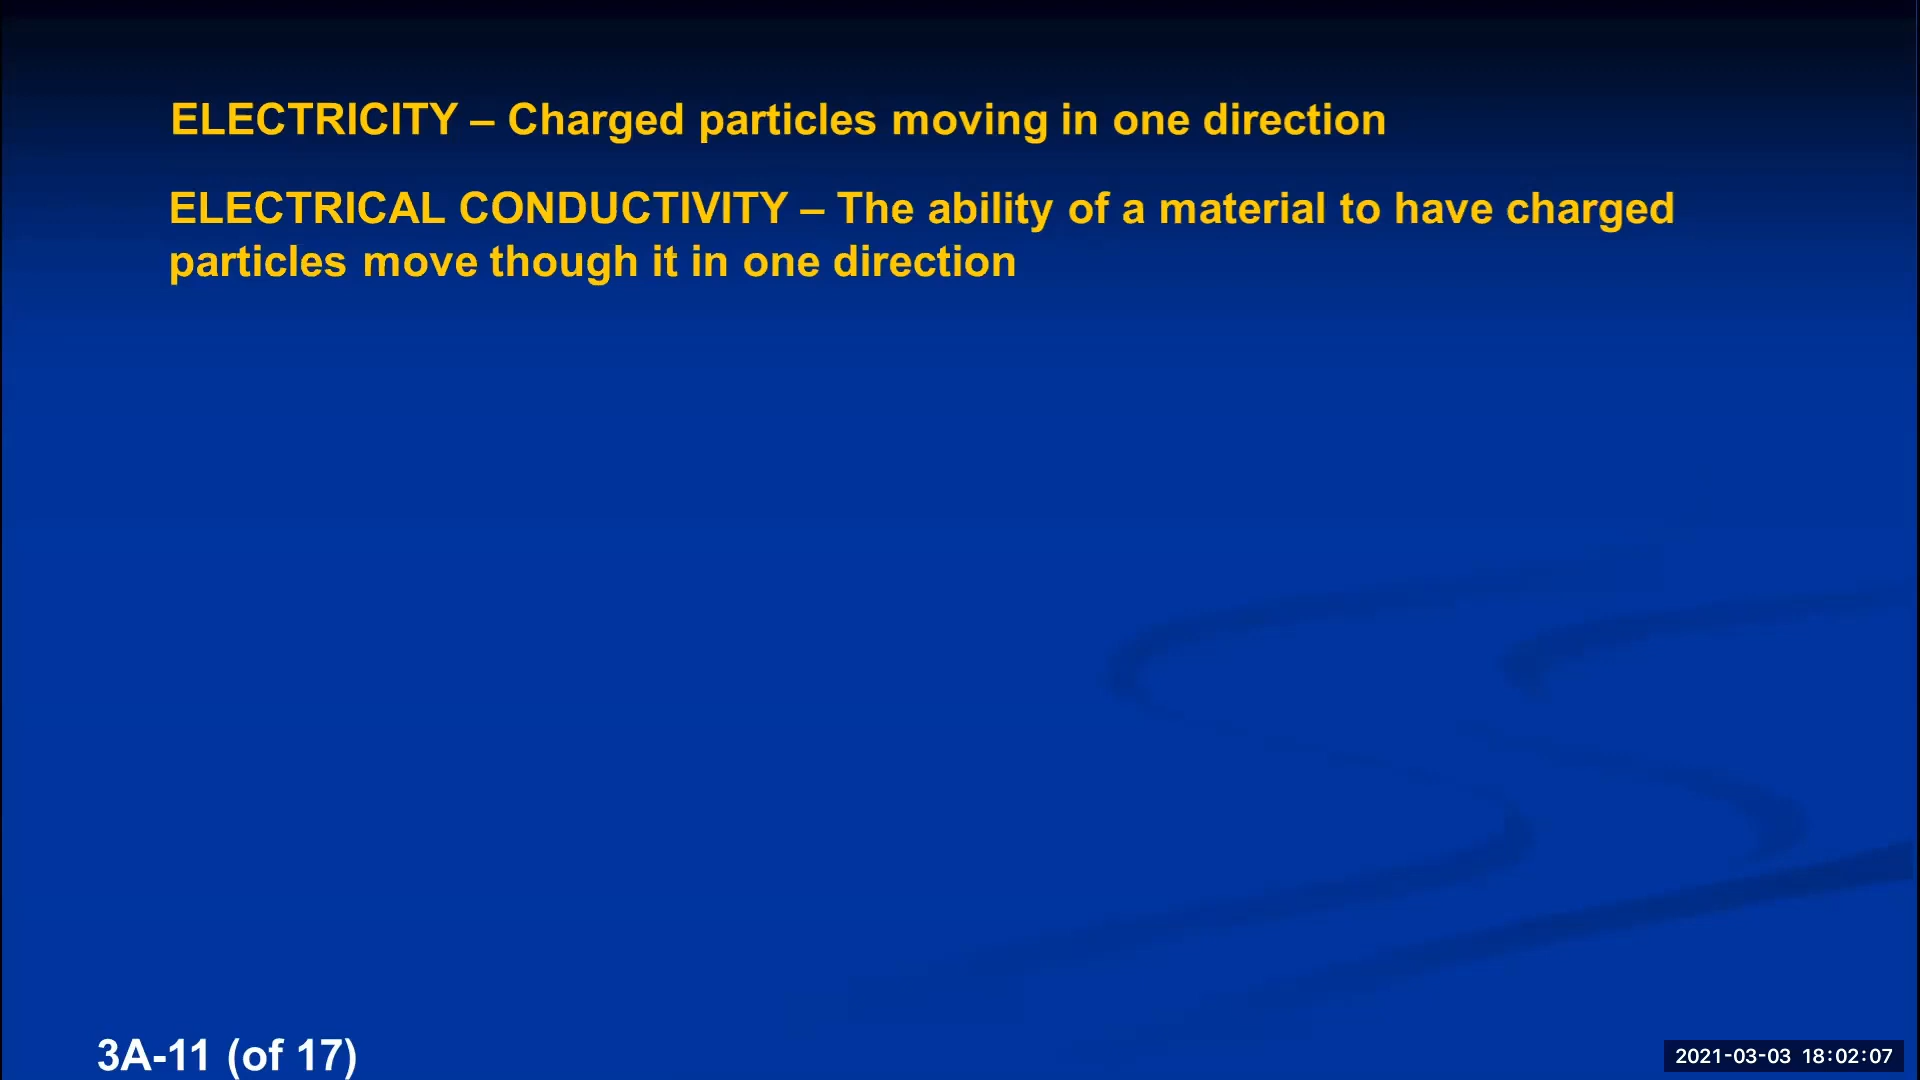 ELECTRICITY – Charged particles moving in one direction
ELECTRICAL CONDUCTIVITY – The ability of a material to have charged
particles move though it in one direction
3A-11 (of 17)
2021-03-03 18:02:07